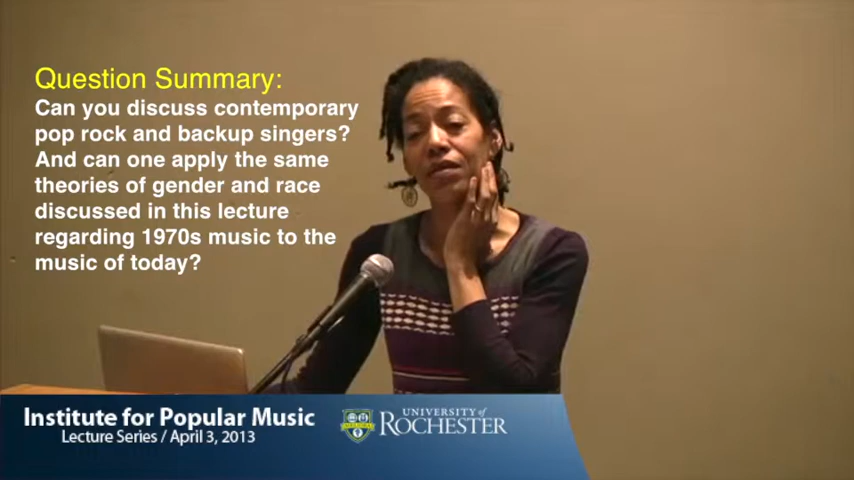 Question Summary:
Can you discuss contemporary
pop rock and backup singers?
And can one apply the same
theories of gender and race
discussed in this lecture
regarding 1970s music to the
music of today?
Institute for Popular Music
Lecture Series / April 3, 2013
UNIVERSITY of
ROCHESTER